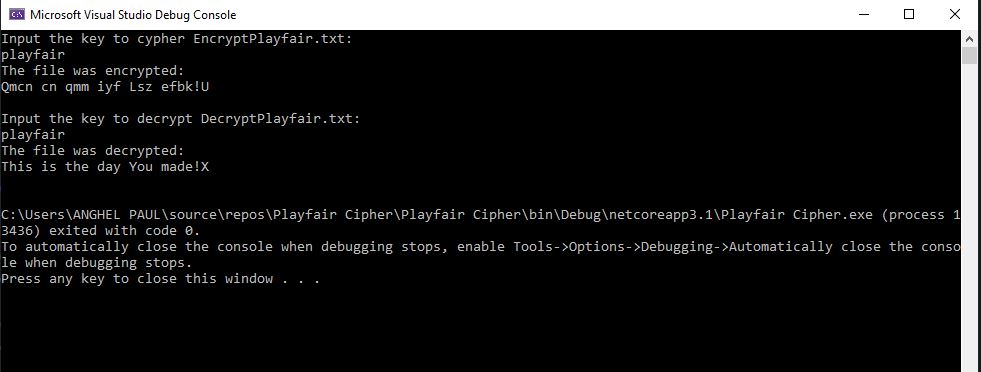 Microsoft Visual Studio Debug Console
Input the key to cypher EncryptPlayfair.txt:
playfair
The file was encrypted:
Qmcn cn qmm iyf Lsz efbk!U
Input the key to decrypt DecryptPlayfair.txt:
playfair
The file was decrypted:
This is the day You made!X
C:\Users\ANGHEL PAUL\source\repos\Playfair Cipher\Playfair Cipher\bin\Debug\netcoreapp3.1\Playfair Cipher.exe (process 1
3436) exited with code 0.
To automatically close the console when debugging stops, enable Tools->Options->Debugging->Automatically close the conso
le when debugging stops.
Press any key to close this window . . .